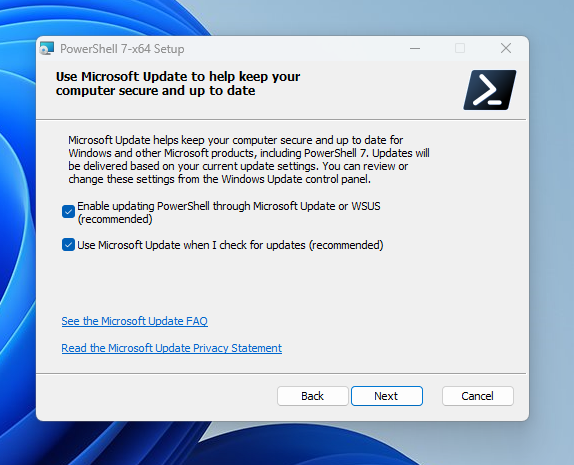 PowerShell 7-x64 Setup
Use Microsoft Update to help keep your
computer secure and up to date
Microsoft Update helps keep your computer secure and up to date for
Windows and other Microsoft products, including PowerShell 7. Updates will
be delivered based on your current update settings. You can review or
change these settings from the Windows Update control panel.
Enable updating PowerShell through Microsoft Update or WSUS
(recommended)
Use Microsoft Update when I check for updates (recommended)
See the Microsoft Update FAQ
Read the Microsoft Update Privacy Statement
Back Next Cancel